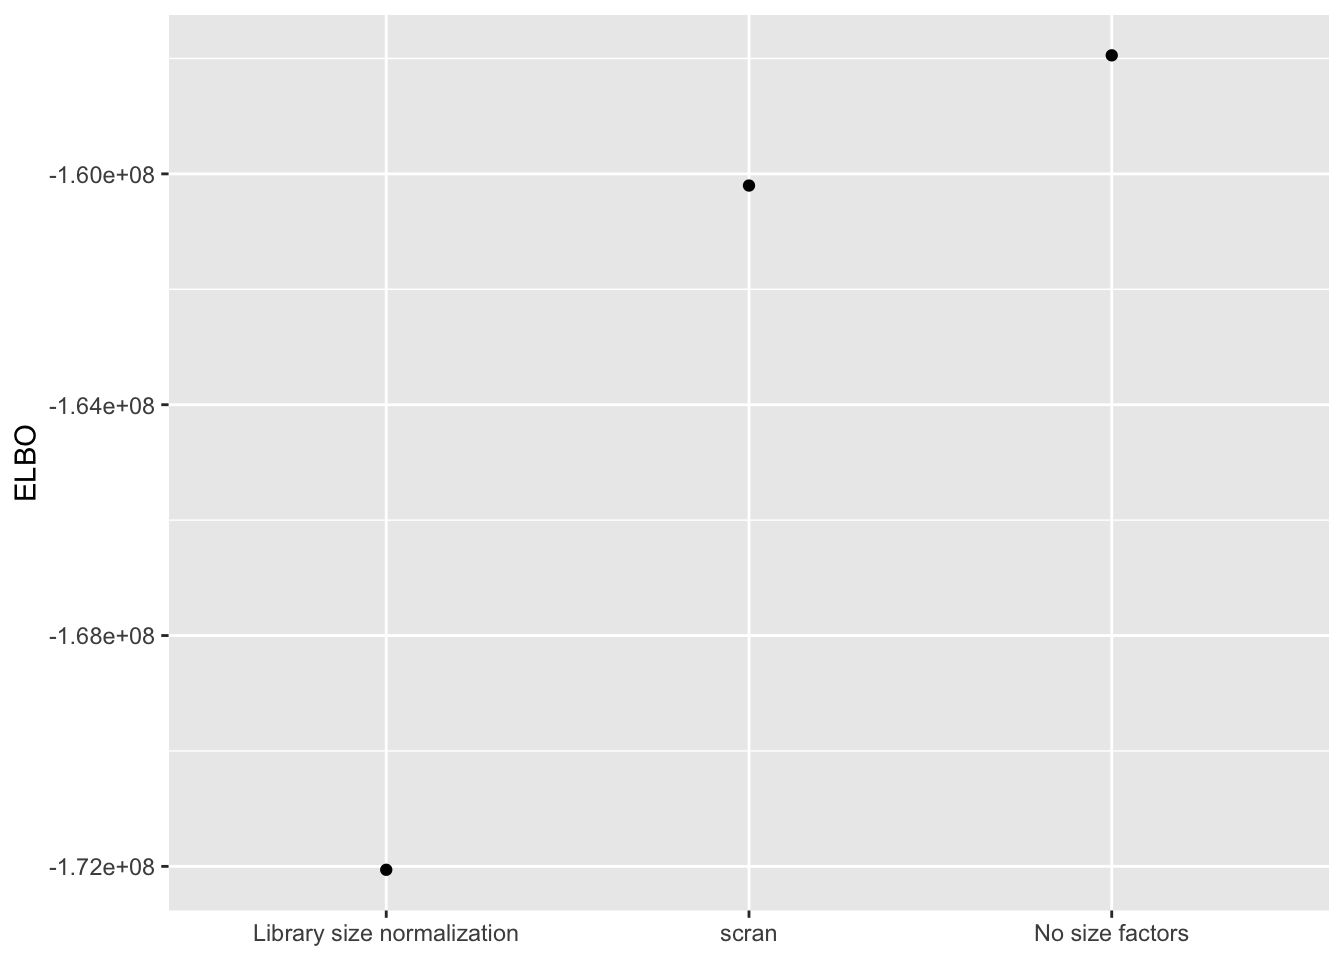 ELBO
-1.60e+08
-1.64e+08
-1.68e+08
-1.72e+08
Library size normalization
scran
No size factors